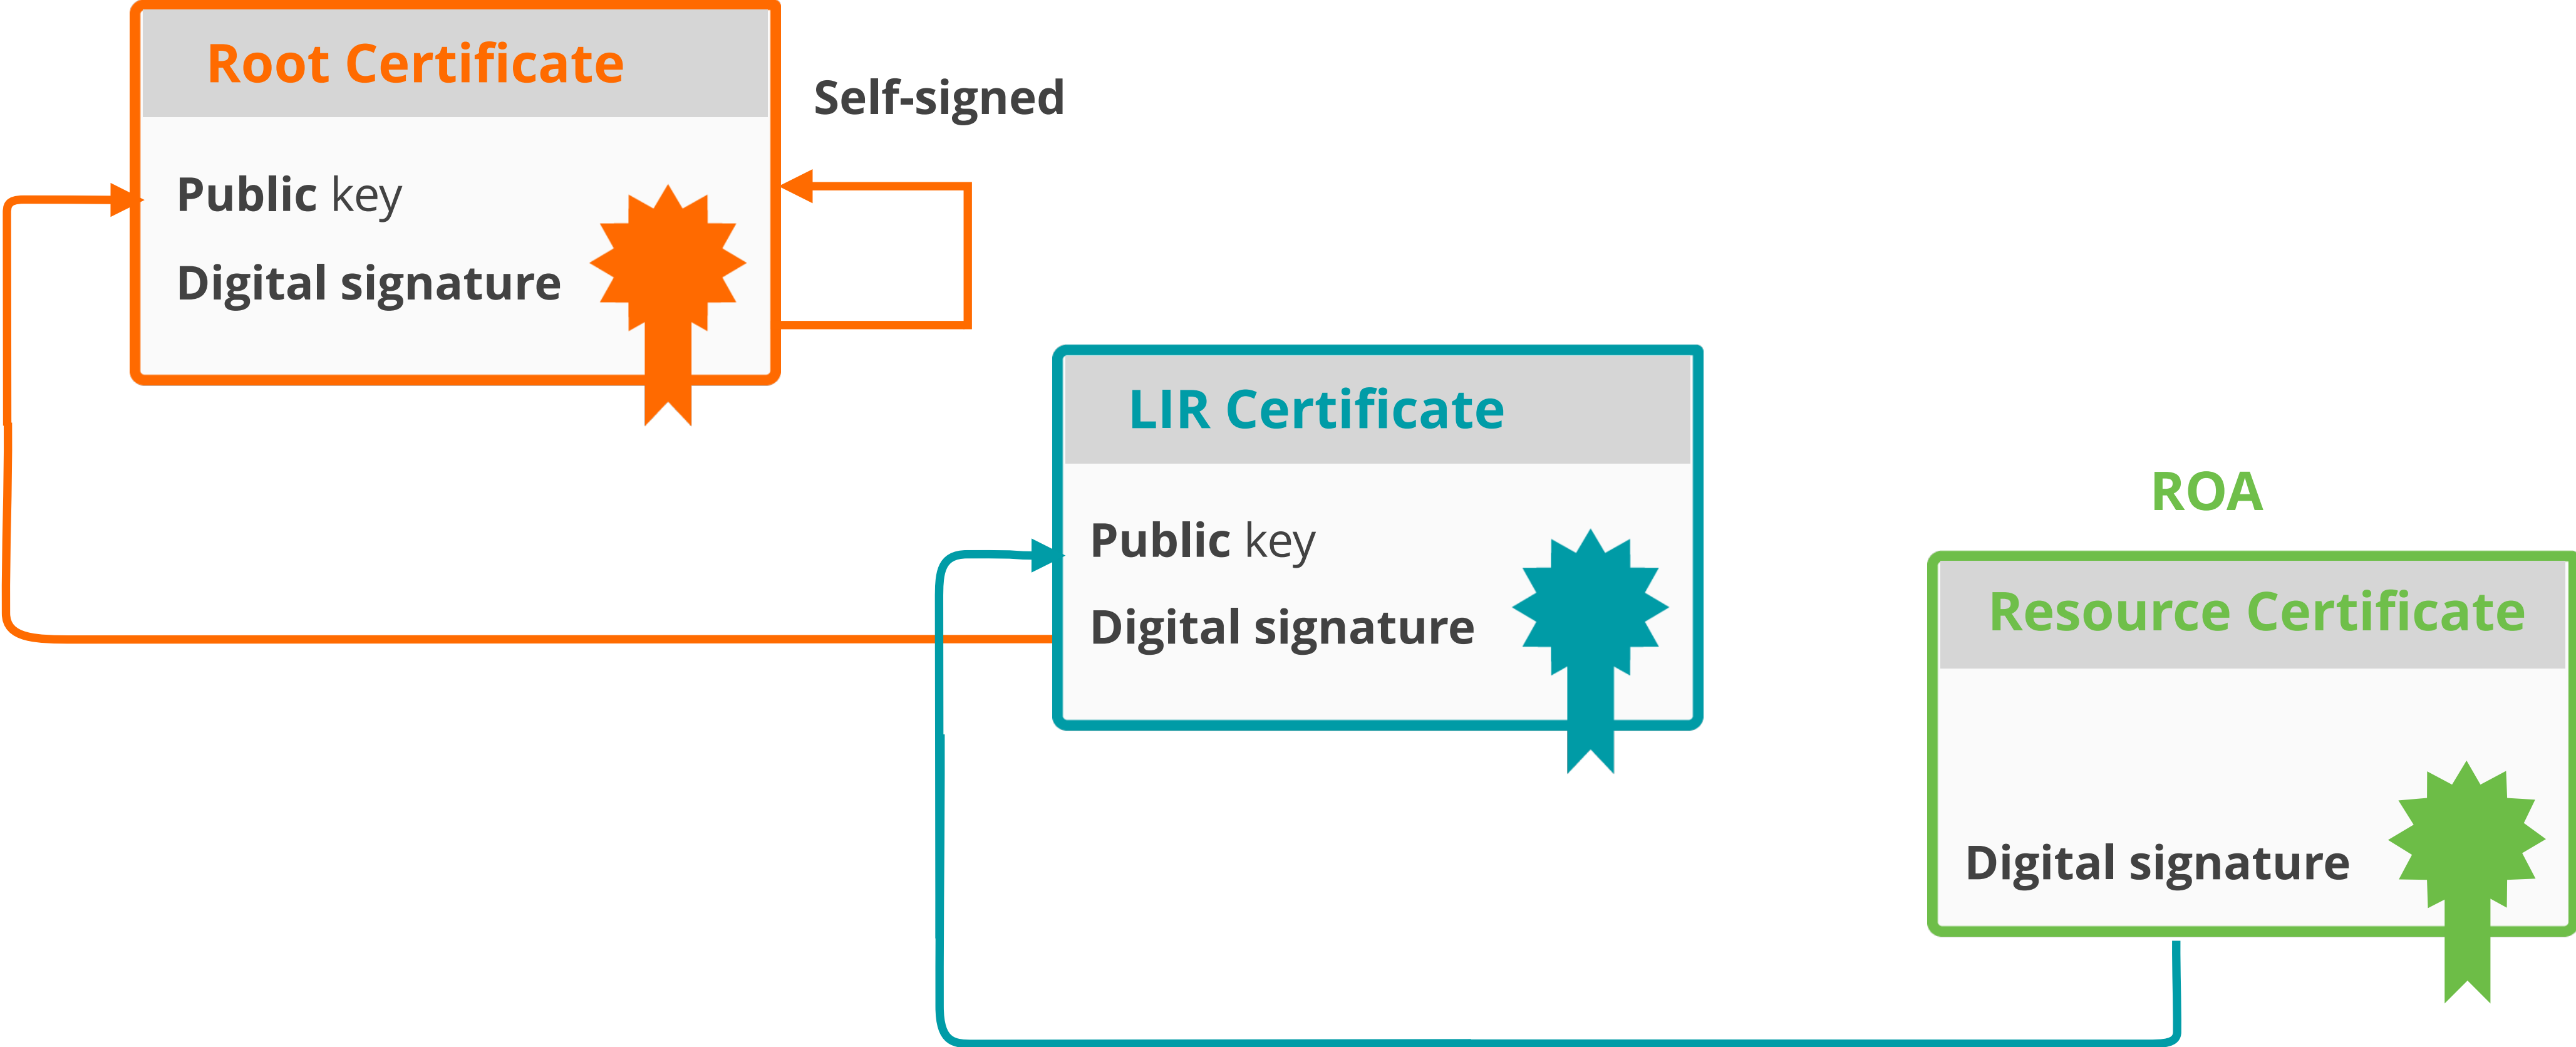 Root Certificate
Self-signed
Public key
Digital signature
LIR Certificate
Public key
Digital signature
ROA
Resource Certificate
Digital signature